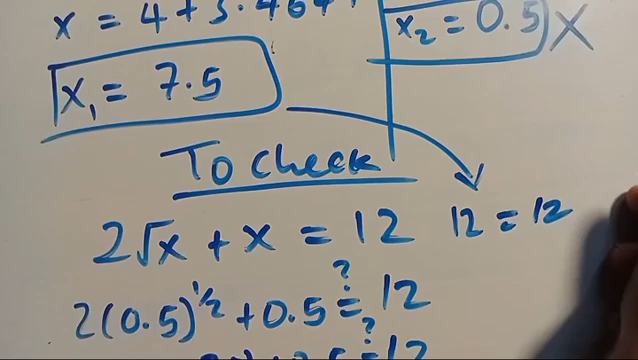 x = 4 + 3.464
x₂ = 0.5 X
x₁ = 7.5
To check
2√x + x = 12 12 = 12
2(0.5)^1/2 + 0.5 ?= 12
?= 12